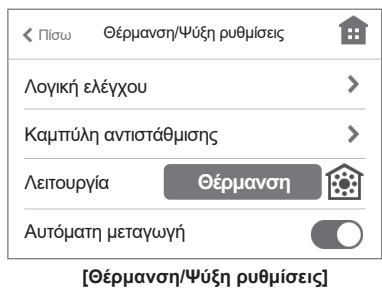 Πίσω Θέρμανση/Ψύξη ρυθμίσεις
Λογική ελέγχου
Καμπύλη αντιστάθμισης
Λειτουργία Θέρμανση
Αυτόματη μεταγωγή
[Θέρμανση/Ψύξη ρυθμίσεις]